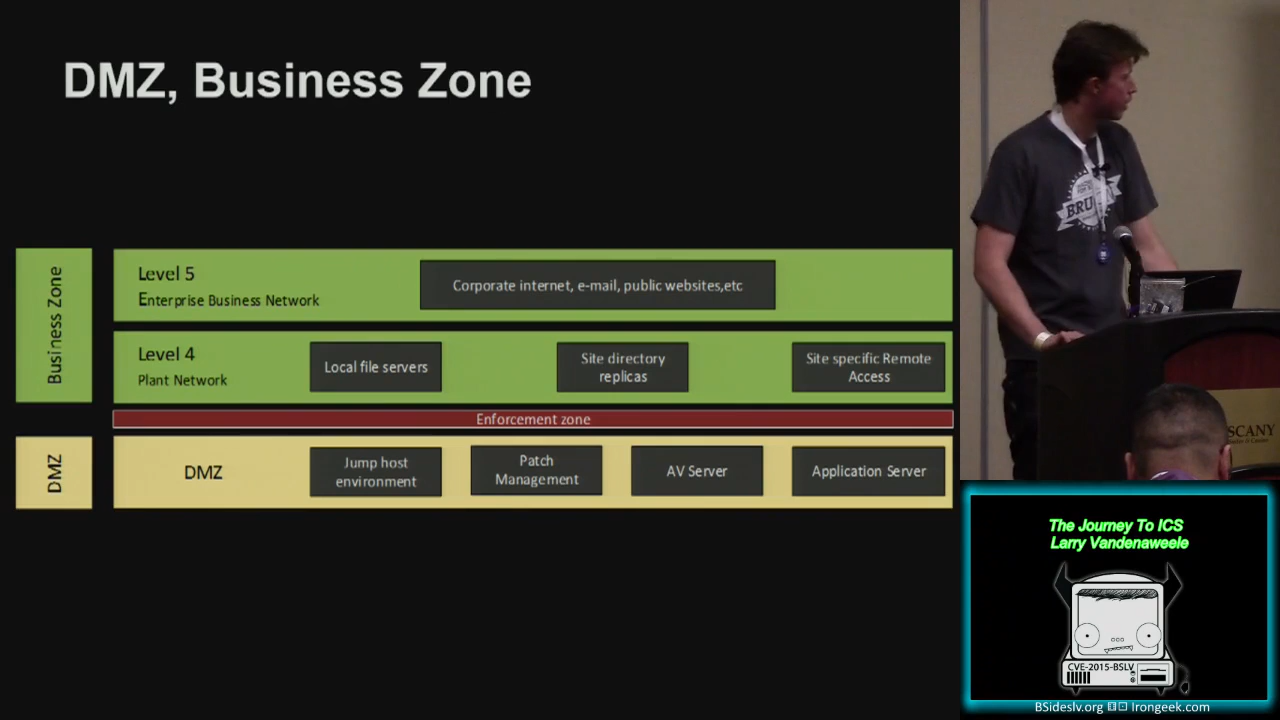 DMZ, Business Zone
Business Zone
Level 5
Enterprise Business Network
Corporate internet, e-mail, public websites,etc
Level 4
Plant Network
Local file servers
Site directory
replicas
Site specific Remote
Access
Enforcement zone
DMZ
DMZ
Jump host
environment
Patch
Management
AV Server
Application Server
The Journey To ICS
Larry Vandenaweele
CVE-2015-BSLV
BSideslv.org
Irongeek.com